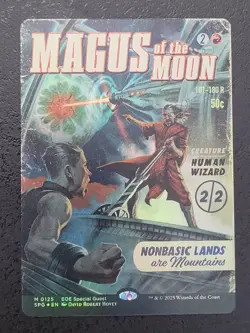 2
MAGUS of the
MOON
101-100 R
50¢
CREATURE
HUMAN
WIZARD
2/2
NONBASIC LANDS
are Mountains
M 0125 EOE Special Guest
SPG ★ EN DAVID ROBERT HOVEY
™ & © 2025 Wizards of the Coast